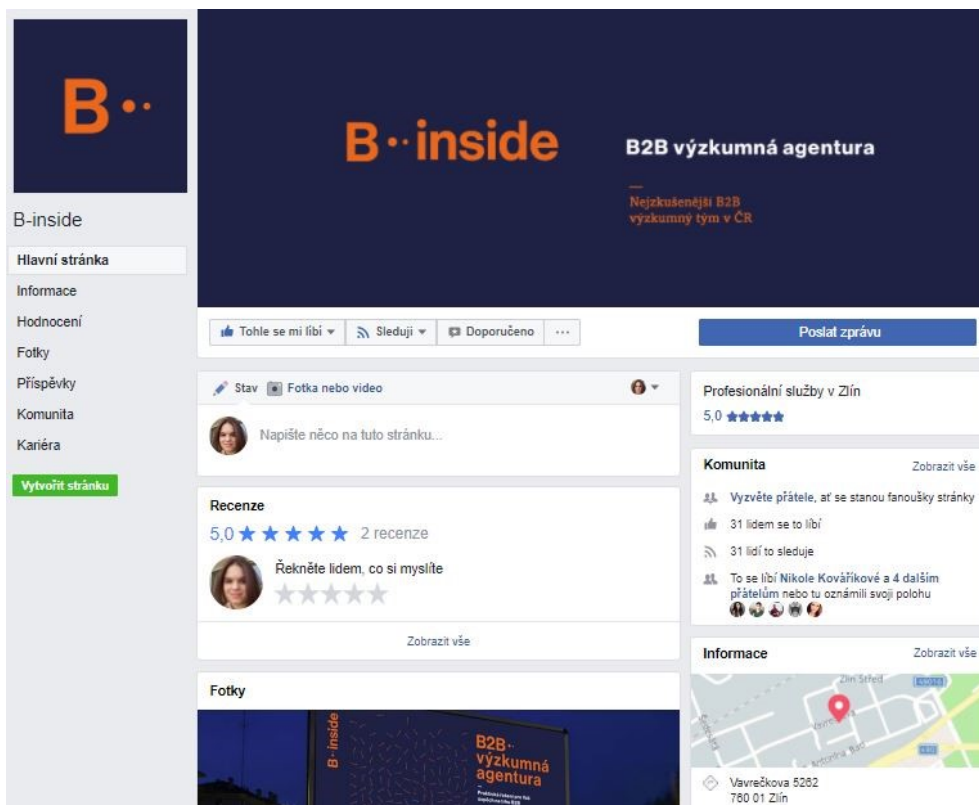 B
B inside
B2B výzkumná agentura
Nejzkušenější B2B
výzkumný tým v ČR
B-inside
Hlavní stránka
Informace
Hodnocení
Fotky
Příspěvky
Komunita
Kariéra
Vytvořit stránku
Tohle se mi líbí
Sleduji
Doporučeno
...
Poslat zprávu
Stav
Fotka nebo video
Napište něco na tuto stránku...
Recenze
5,0
2 recenze
Řekněte lidem, co si myslíte
Zobrazit vše
Fotky
B inside
B2B
výzkumná
agentura
Profesionální služby v Zlín
5,0
Komunita
Zobrazit vše
Vyzvěte přátele, ať se stanou fanoušky stránky
31 lidem se to líbí
31 lidí to sleduje
To se líbí Nikole Kováříkové a 4 dalším
přátelům nebo tu oznámili svoji polohu
Informace
Zobrazit vše
Zlín Střed
Vavrečkova 5262
760 01 Zlín